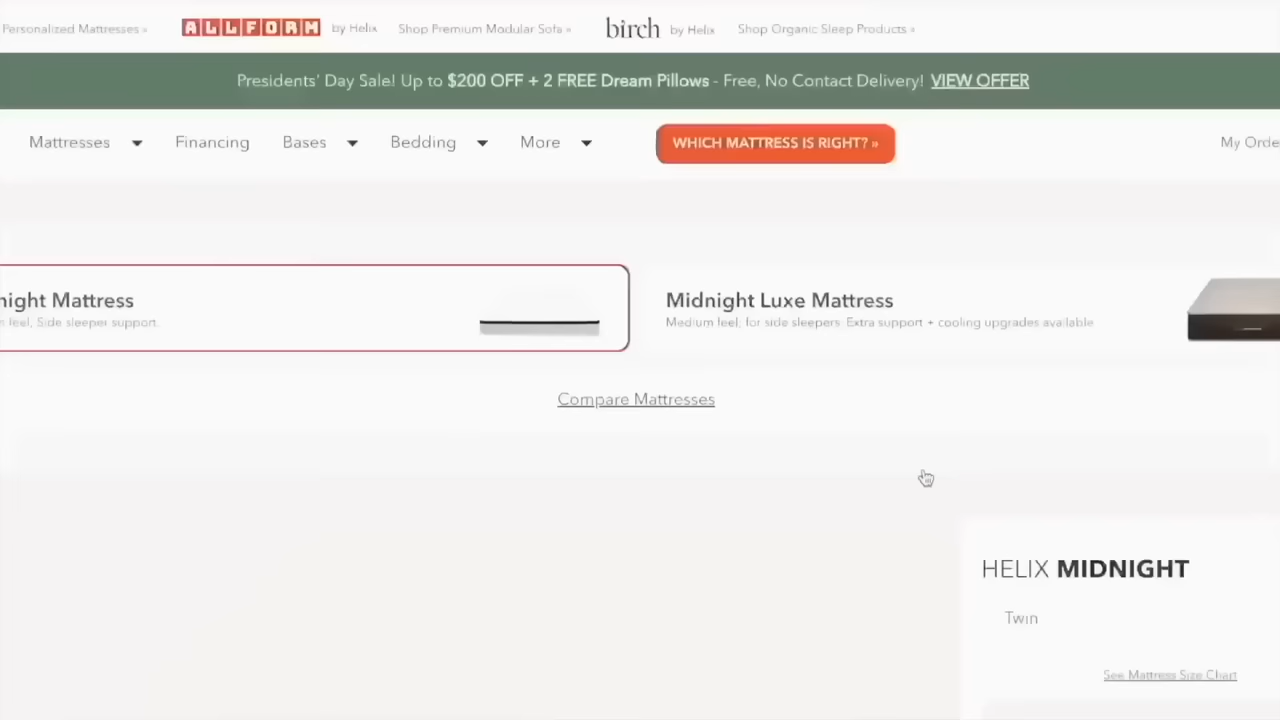 Personalized Mattresses »
ALLFORM by Helix
Shop Premium Modular Sofa »
birch by Helix
Shop Organic Sleep Products »
Presidents' Day Sale! Up to $200 OFF + 2 FREE Dream Pillows - Free, No Contact Delivery! VIEW OFFER
Mattresses
Financing
Bases
Bedding
More
WHICH MATTRESS IS RIGHT? »
My Orde
night Mattress
feel, Side sleeper support.
Midnight Luxe Mattress
Medium feel, for side sleepers. Extra support + cooling upgrades available
Compare Mattresses
HELIX MIDNIGHT
Twin
See Mattress Size Chart